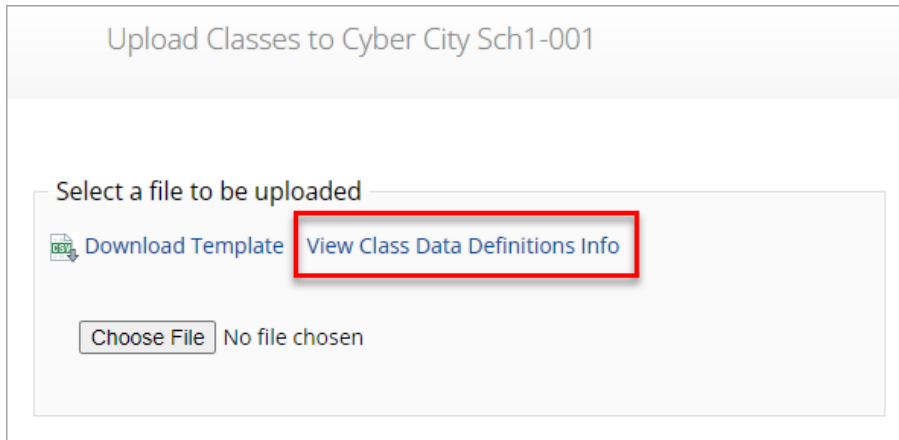 Upload Classes to Cyber City Sch1-001
Select a file to be uploaded
CSV Download Template View Class Data Definitions Info
Choose File No file chosen